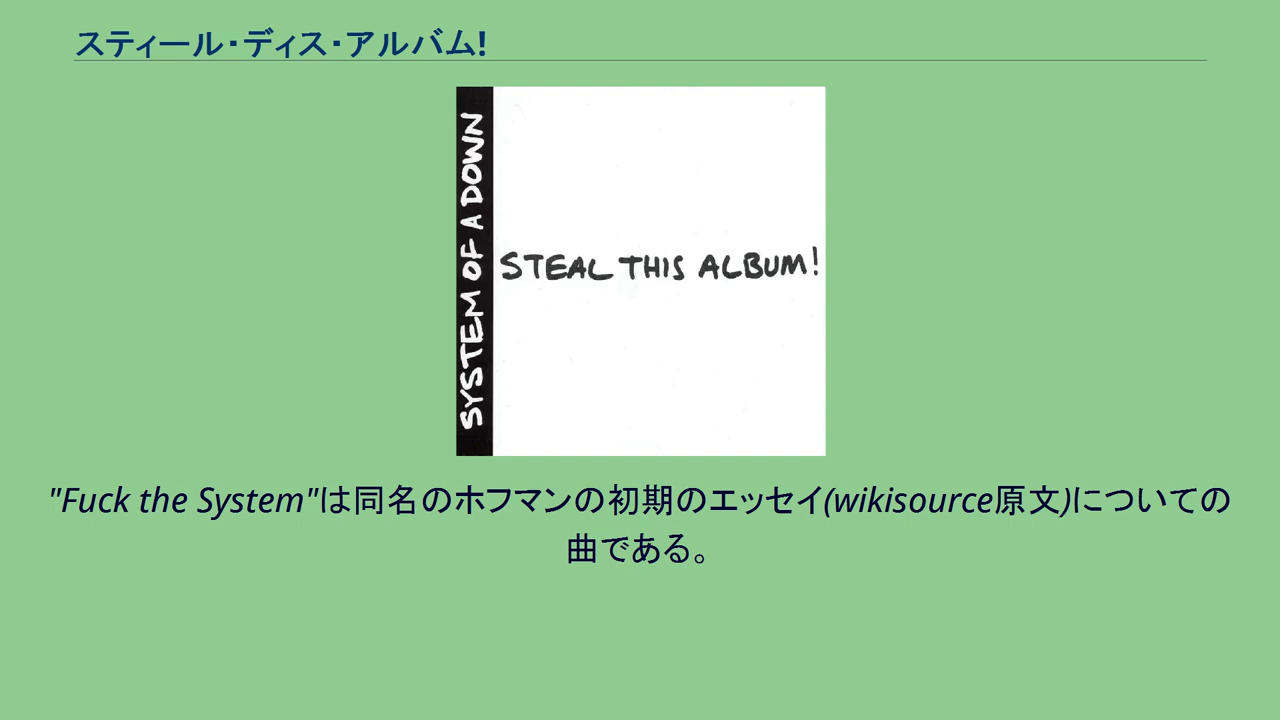 スティール・ディス・アルバム!
SYSTEM OF A DOWN
STEAL THIS ALBUM!
"Fuck the System"は同名のホフマンの初期のエッセイ(wikisource原文)についての
曲である。